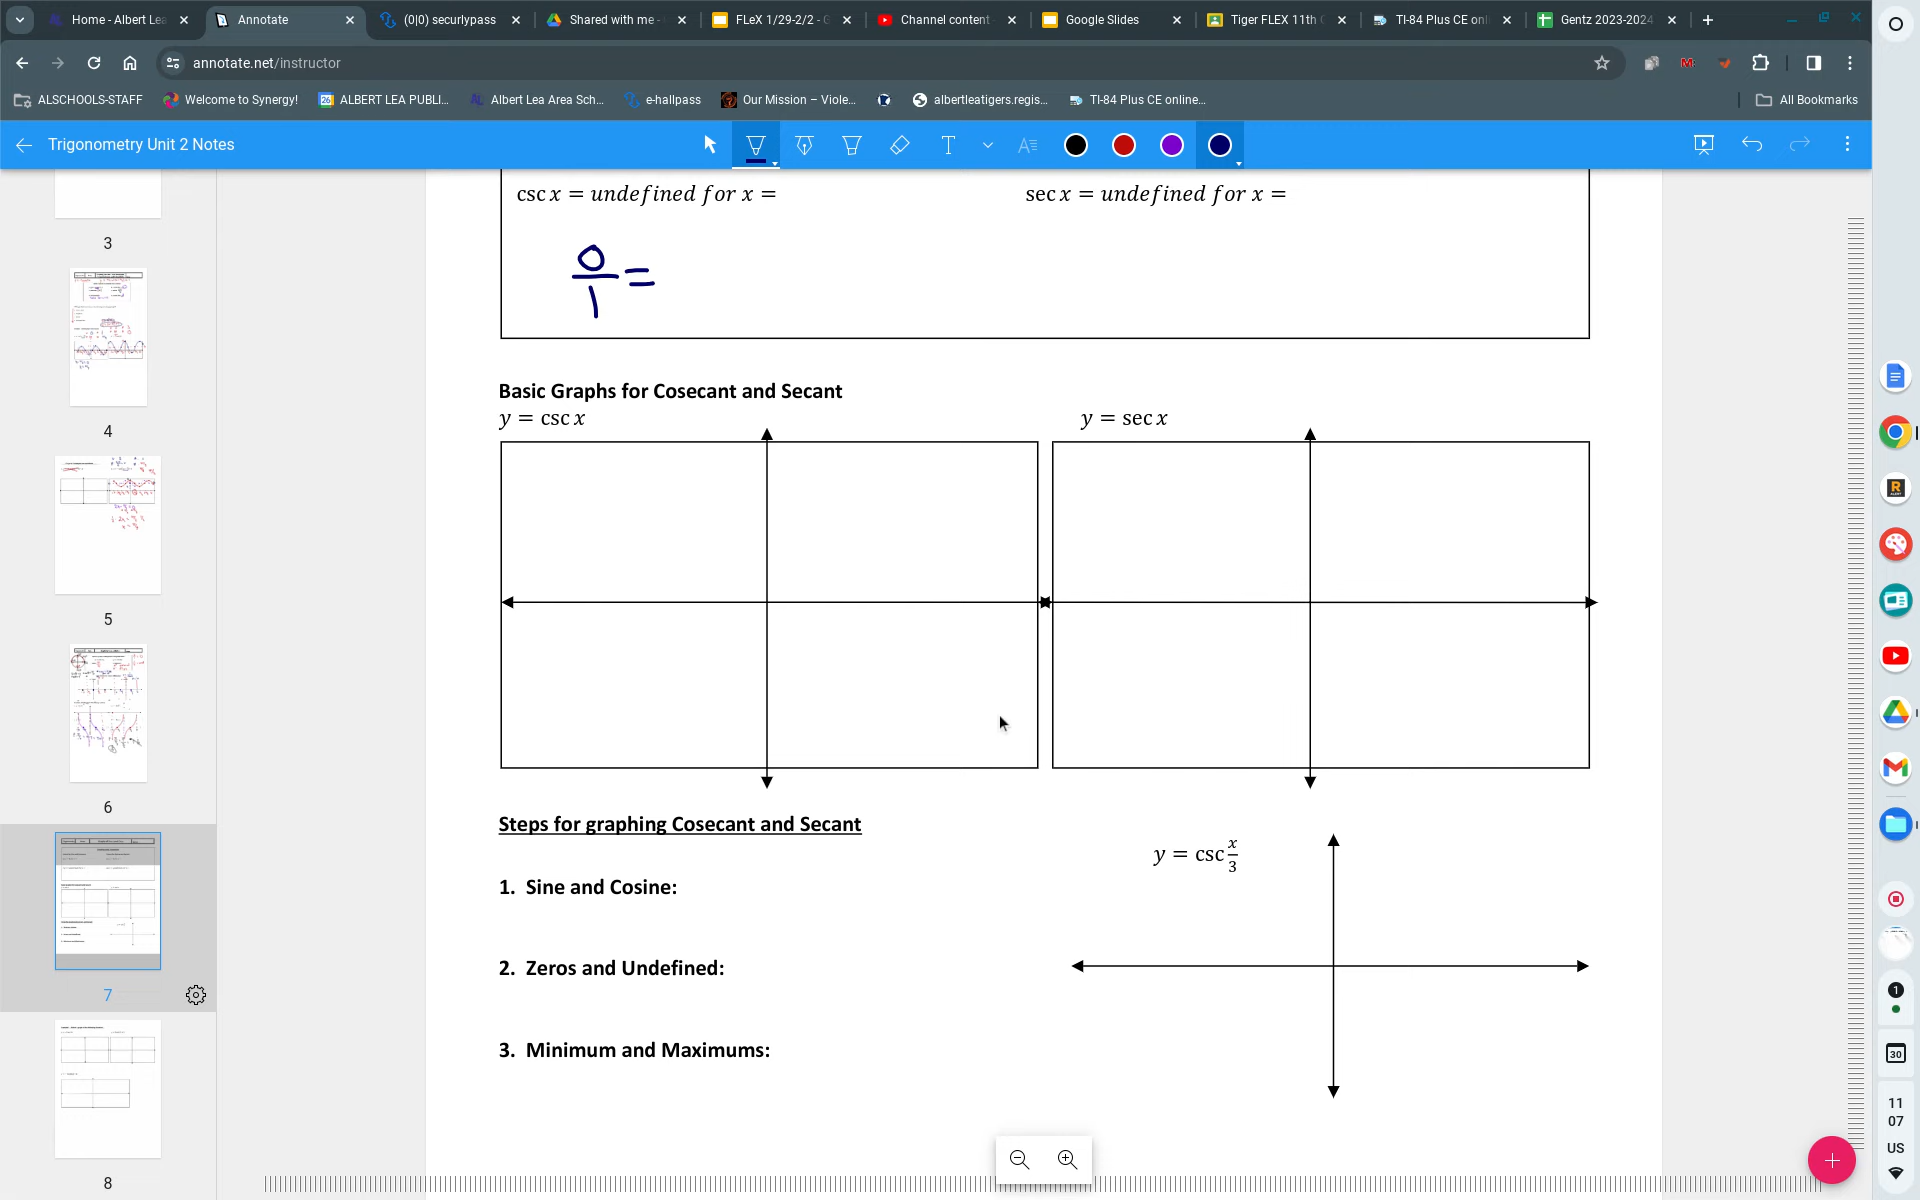 Home - Albert Lea
Annotate
(0|0) securlypass
Shared with me -
FLeX 1/29-2/2 - G
Channel content
Google Slides
Tiger FLEX 11th
TI-84 Plus CE onl
Gentz 2023-2024
annotate.net/instructor
ALSCHOOLS-STAFF
Welcome to Synergy!
ALBERT LEA PUBLI...
Albert Lea Area Sch...
e-hallpass
Our Mission – Viole...
albertleatigers.regis...
TI-84 Plus CE online...
All Bookmarks
Trigonometry Unit 2 Notes
csc x = undefined for x =
sec x = undefined for x =
0/1 =
Basic Graphs for Cosecant and Secant
y = csc x
y = sec x
Steps for graphing Cosecant and Secant
y = csc x/3
1. Sine and Cosine:
2. Zeros and Undefined:
3. Minimum and Maximums:
3
4
5
6
7
8
1
30
11
07
US